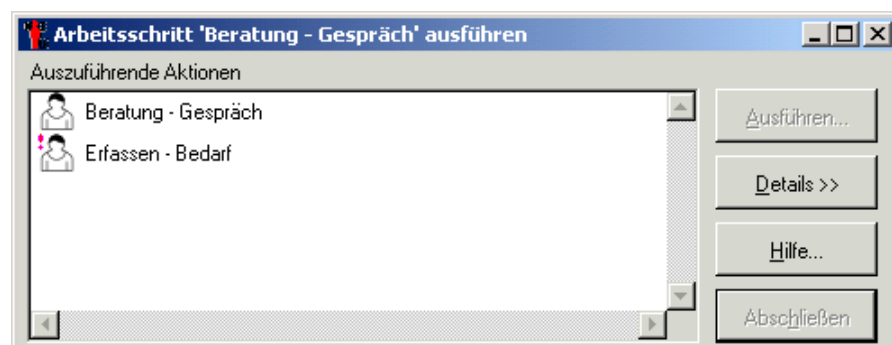 Arbeitsschritt 'Beratung - Gespräch' ausführen
Auszuführende Aktionen
Beratung - Gespräch
Erfassen - Bedarf
Ausführen...
Details >>
Hilfe...
Abschließen